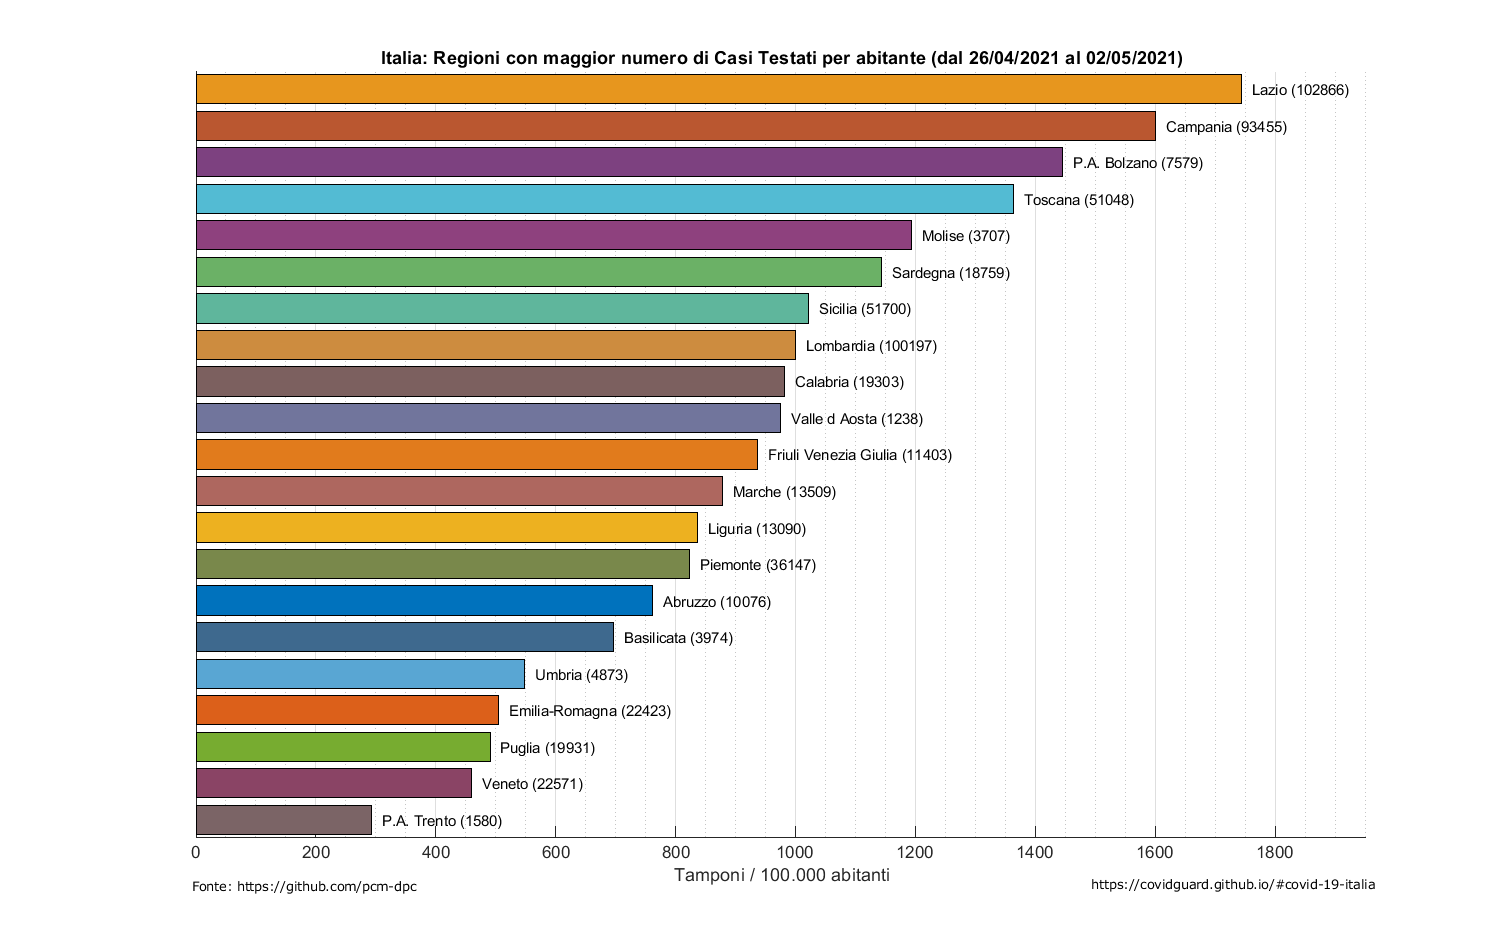 Italia: Regioni con maggior numero di Casi Testati per abitante (dal 26/04/2021 al 02/05/2021)
Lazio (102866)
Campania (93455)
P.A. Bolzano (7579)
Toscana (51048)
Molise (3707)
Sardegna (18759)
Sicilia (51700)
Lombardia (100197)
Calabria (19303)
Valle d Aosta (1238)
Friuli Venezia Giulia (11403)
Marche (13509)
Liguria (13090)
Piemonte (36147)
Abruzzo (10076)
Basilicata (3974)
Umbria (4873)
Emilia-Romagna (22423)
Puglia (19931)
Veneto (22571)
P.A. Trento (1580)
0 200 400 600 800 1000 1200 1400 1600 1800
Tamponi / 100.000 abitanti
Fonte: https://github.com/pcm-dpc
https://covidguard.github.io/#covid-19-italia